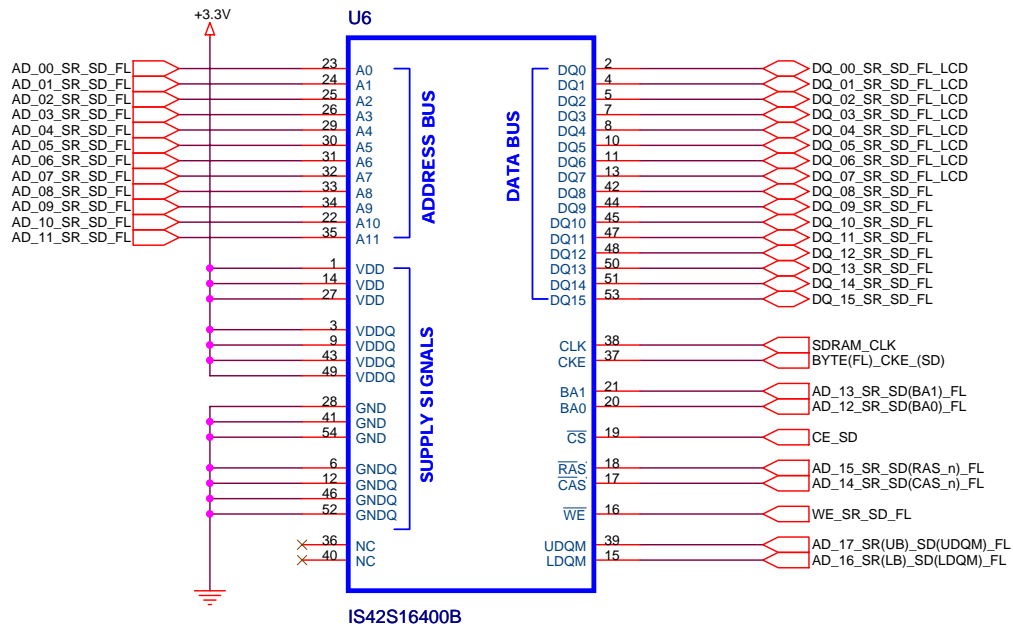 +3.3V
U6
AD_00_SR_SD_FL 23 A0
AD_01_SR_SD_FL 24 A1
AD_02_SR_SD_FL 25 A2
AD_03_SR_SD_FL 26 A3
AD_04_SR_SD_FL 29 A4
AD_05_SR_SD_FL 30 A5
AD_06_SR_SD_FL 31 A6
AD_07_SR_SD_FL 32 A7
AD_08_SR_SD_FL 33 A8
AD_09_SR_SD_FL 34 A9
AD_10_SR_SD_FL 22 A10
AD_11_SR_SD_FL 35 A11
ADDRESS BUS
1 VDD
14 VDD
27 VDD
3 VDDQ
9 VDDQ
43 VDDQ
49 VDDQ
28 GND
41 GND
54 GND
6 GNDQ
12 GNDQ
46 GNDQ
52 GNDQ
SUPPLY SIGNALS
36 NC
40 NC
DATA BUS
DQ0 2 DQ_00_SR_SD_FL_LCD
DQ1 4 DQ_01_SR_SD_FL_LCD
DQ2 5 DQ_02_SR_SD_FL_LCD
DQ3 7 DQ_03_SR_SD_FL_LCD
DQ4 8 DQ_04_SR_SD_FL_LCD
DQ5 10 DQ_05_SR_SD_FL_LCD
DQ6 11 DQ_06_SR_SD_FL_LCD
DQ7 13 DQ_07_SR_SD_FL_LCD
DQ8 42 DQ_08_SR_SD_FL
DQ9 44 DQ_09_SR_SD_FL
DQ10 45 DQ_10_SR_SD_FL
DQ11 47 DQ_11_SR_SD_FL
DQ12 48 DQ_12_SR_SD_FL
DQ13 50 DQ_13_SR_SD_FL
DQ14 51 DQ_14_SR_SD_FL
DQ15 53 DQ_15_SR_SD_FL
CLK 38 SDRAM_CLK
CKE 37 BYTE(FL)_CKE_(SD)
BA1 21 AD_13_SR_SD(BA1)_FL
BA0 20 AD_12_SR_SD(BA0)_FL
CS 19 CE_SD
RAS 18 AD_15_SR_SD(RAS_n)_FL
CAS 17 AD_14_SR_SD(CAS_n)_FL
WE 16 WE_SR_SD_FL
UDQM 39 AD_17_SR(UB)_SD(UDQM)_FL
LDQM 15 AD_16_SR(LB)_SD(LDQM)_FL
IS42S16400B